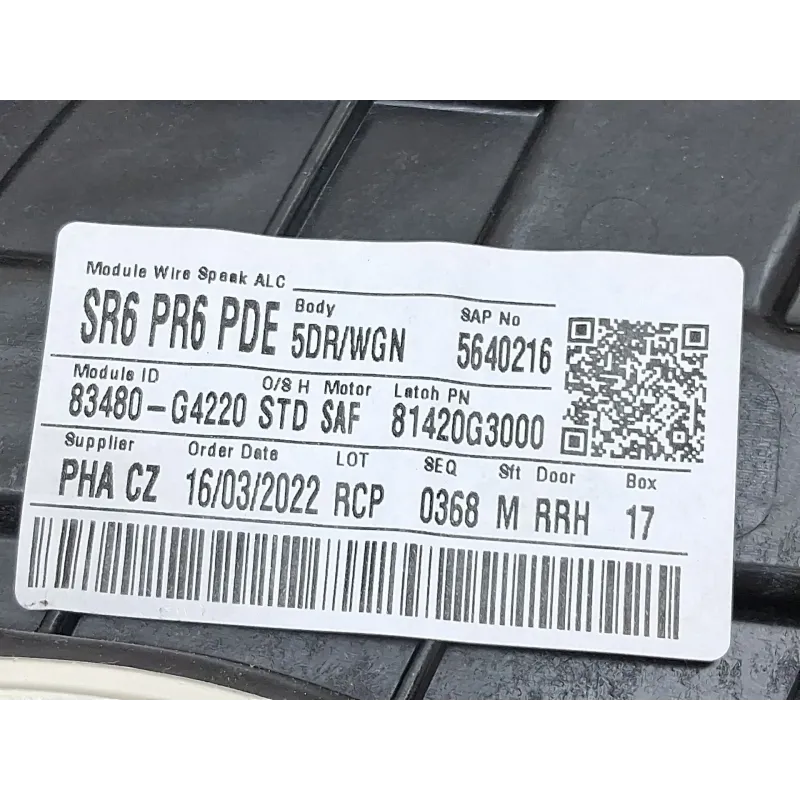 Module Wire Speak ALC
Body SAP No
SR6 PR6 PDE 5DR/WGN 5640216
Module ID O/S H Motor Latch PN
83480-G4220 STD SAF 81420G3000
Supplier Order Date LOT SEQ Sft Door Box
PHA CZ 16/03/2022 RCP 0368 M RRH 17